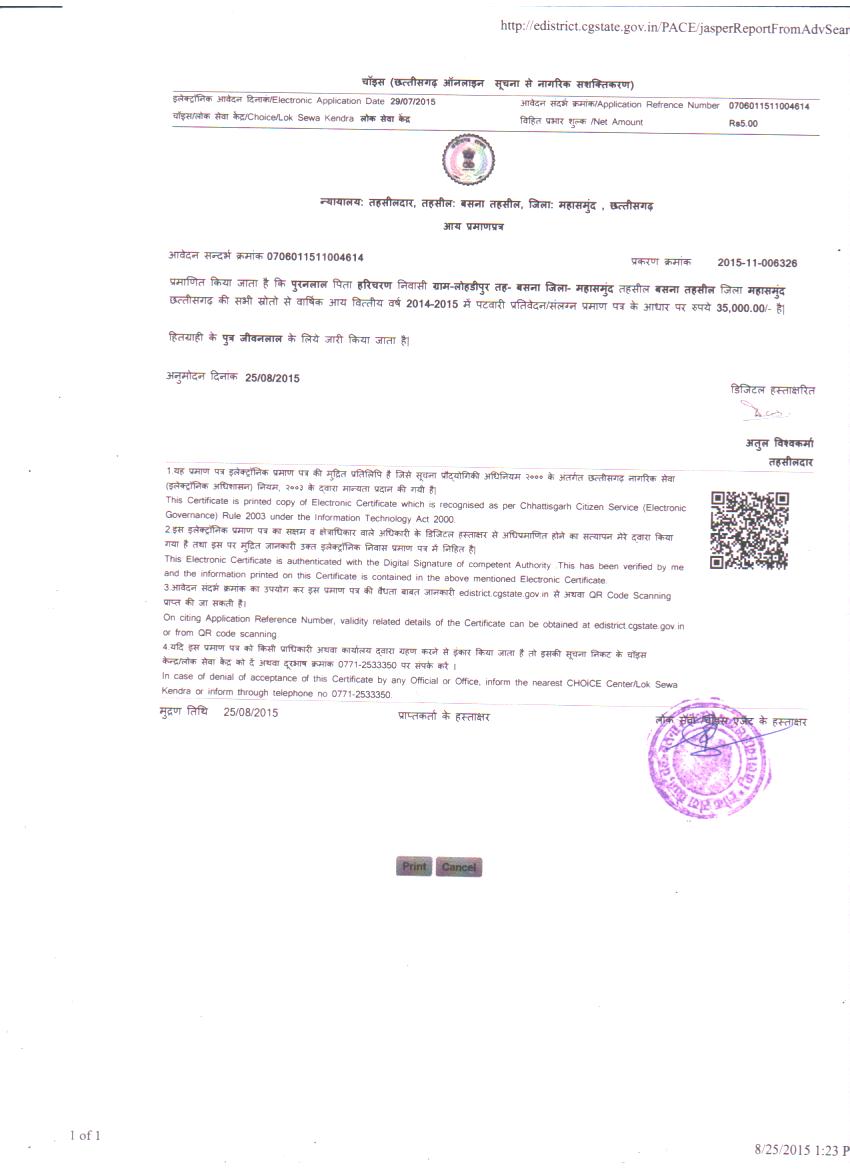 http://edistrict.cgstate.gov.in/PACE/jasperReportFromAdvSear
चॉइस (छत्तीसगढ़ ऑनलाइन सूचना से नागरिक सशक्तिकरण)
इलेक्ट्रॉनिक आवेदन दिनांक/Electronic Application Date 29/07/2015 आवेदन संदर्भ क्रमांक/Application Refrence Number 0706011511004614
चॉइस/लोक सेवा केंद्र/Choice/Lok Sewa Kendra लोक सेवा केंद्र विहित प्रभार शुल्क /Net Amount Rs5.00
न्यायालय: तहसीलदार, तहसील: बसना तहसील, जिला: महासमुंद , छत्तीसगढ़
आय प्रमाणपत्र
आवेदन सन्दर्भ क्रमांक 0706011511004614 प्रकरण क्रमांक 2015-11-006326
प्रमाणित किया जाता है कि पुरनलाल पिता हरिचरण निवासी ग्राम-लोहडीपुर तह- बसना जिला- महासमुंद तहसील बसना तहसील जिला महासमुंद
छत्तीसगढ़ की सभी स्रोतो से वार्षिक आय वित्तीय वर्ष 2014-2015 में पटवारी प्रतिवेदन/संलग्न प्रमाण पत्र के आधार पर रुपये 35,000.00/- है|
हितग्राही के पुत्र जीवनलाल के लिये जारी किया जाता है|
अनुमोदन दिनांक 25/08/2015
डिजिटल हस्ताक्षरित
अतुल विश्वकर्मा
तहसीलदार
1.यह प्रमाण पत्र इलेक्ट्रॉनिक प्रमाण पत्र की मुद्रित प्रतिलिपि है जिसे सूचना प्रौद्योगिकी अधिनियम २००० के अंतर्गत छत्तीसगढ़ नागरिक सेवा
(इलेक्ट्रॉनिक अधिशासन) नियम, २००३ के द्वारा मान्यता प्रदान की गयी है|
This Certificate is printed copy of Electronic Certificate which is recognised as per Chhattisgarh Citizen Service (Electronic
Governance) Rule 2003 under the Information Technology Act 2000.
2.इस इलेक्ट्रॉनिक प्रमाण पत्र का सक्षम व क्षेत्राधिकार वाले अधिकारी के डिजिटल हस्ताक्षर से अधिप्रमाणित होने का सत्यापन मेरे द्वारा किया
गया है तथा इस पर मुद्रित जानकारी उक्त इलेक्ट्रॉनिक निवास प्रमाण पत्र में निहित है|
This Electronic Certificate is authenticated with the Digital Signature of competent Authority .This has been verified by me
and the information printed on this Certificate is contained in the above mentioned Electronic Certificate.
3.आवेदन संदर्भ क्रमांक का उपयोग कर इस प्रमाण पत्र की वैधता बाबत जानकारी edistrict.cgstate.gov.in से अथवा QR Code Scanning
प्राप्त की जा सकती है।
On citing Application Reference Number, validity related details of the Certificate can be obtained at edistrict.cgstate.gov.in
or from QR code scanning.
4.यदि इस प्रमाण पत्र को किसी प्राधिकारी अथवा कार्यालय द्वारा ग्रहण करने से इंकार किया जाता है तो इसकी सूचना निकट के चॉइस
केन्द्र/लोक सेवा केंद्र को दें अथवा दूरभाष क्रमांक 0771-2533350 पर संपर्क करें ।
In case of denial of acceptance of this Certificate by any Official or Office, inform the nearest CHOICE Center/Lok Sewa
Kendra or inform through telephone no 0771-2533350.
मुद्रण तिथि 25/08/2015 प्राप्तकर्ता के हस्ताक्षर लोक सेवा/चॉइस एजेंट के हस्ताक्षर
Print Cancel
1 of 1
8/25/2015 1:23 P